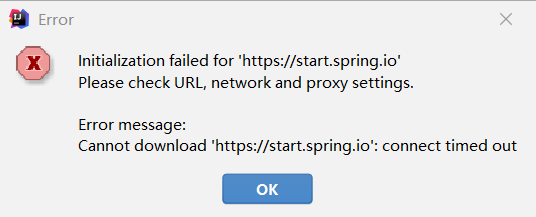 Error
Initialization failed for 'https://start.spring.io'
Please check URL, network and proxy settings.
Error message:
Cannot download 'https://start.spring.io': connect timed out
OK